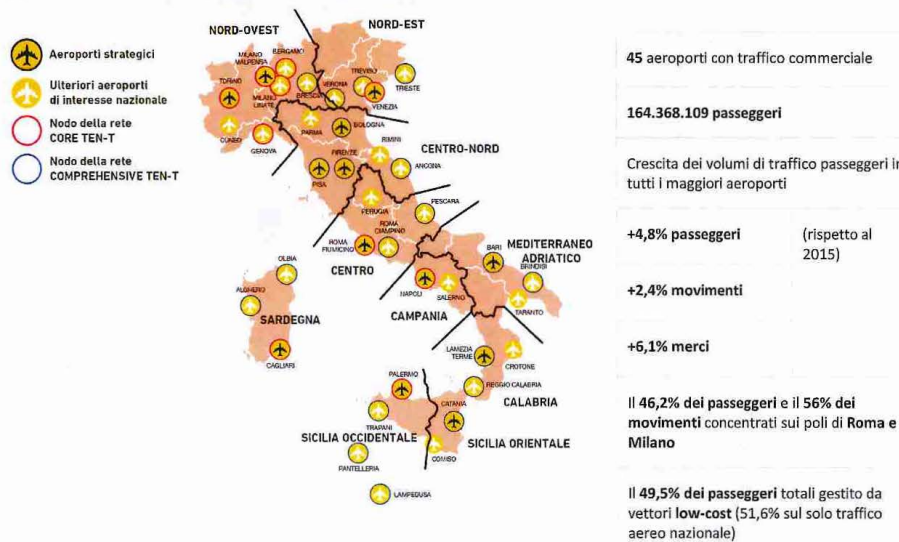 NORD-OVEST
NORD-EST
Aeroporti strategici
Ulteriori aeroporti
di interesse nazionale
Nodo della rete
CORE TEN-T
Nodo della rete
COMPREHENSIVE TEN-T
MILANO
MALPENSA
BERGAMO
TORINO
MILANO
LINATE
BRESCIA
VERONA
TREVISO
VENEZIA
TRIESTE
CUNEO
GENOVA
PARMA
BOLOGNA
RIMINI
FIRENZE
PISA
ANCONA
CENTRO-NORD
PERUGIA
PESCARA
ROMA
CIAMPINO
ROMA
FIUMICINO
CENTRO
MEDITERRANEO
ADRIATICO
BARI
BRINDISI
NAPOLI
SALERNO
TARANTO
CAMPANIA
OLBIA
ALGHERO
SARDEGNA
CAGLIARI
LAMEZIA
TERME
CROTONE
REGGIO CALABRIA
CALABRIA
PALERMO
CATANIA
TRAPANI
SICILIA OCCIDENTALE
SICILIA ORIENTALE
COMISO
PANTELLERIA
LAMPEDUSA
45 aeroporti con traffico commerciale
164.368.109 passeggeri
Crescita dei volumi di traffico passeggeri in
tutti i maggiori aeroporti
+4,8% passeggeri
(rispetto al
2015)
+2,4% movimenti
+6,1% merci
Il 46,2% dei passeggeri e il 56% dei
movimenti concentrati sui poli di Roma e
Milano
Il 49,5% dei passeggeri totali gestito da
vettori low-cost (51,6% sul solo traffico
aereo nazionale)